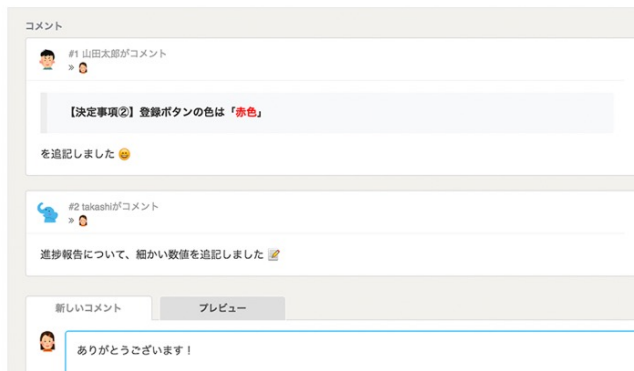 コメント
#1 山田太郎がコメント
»
【決定事項②】登録ボタンの色は「赤色」
を追記しました
#2 takashiがコメント
»
進捗報告について、細かい数値を追記しました
新しいコメント
プレビュー
ありがとうございます！